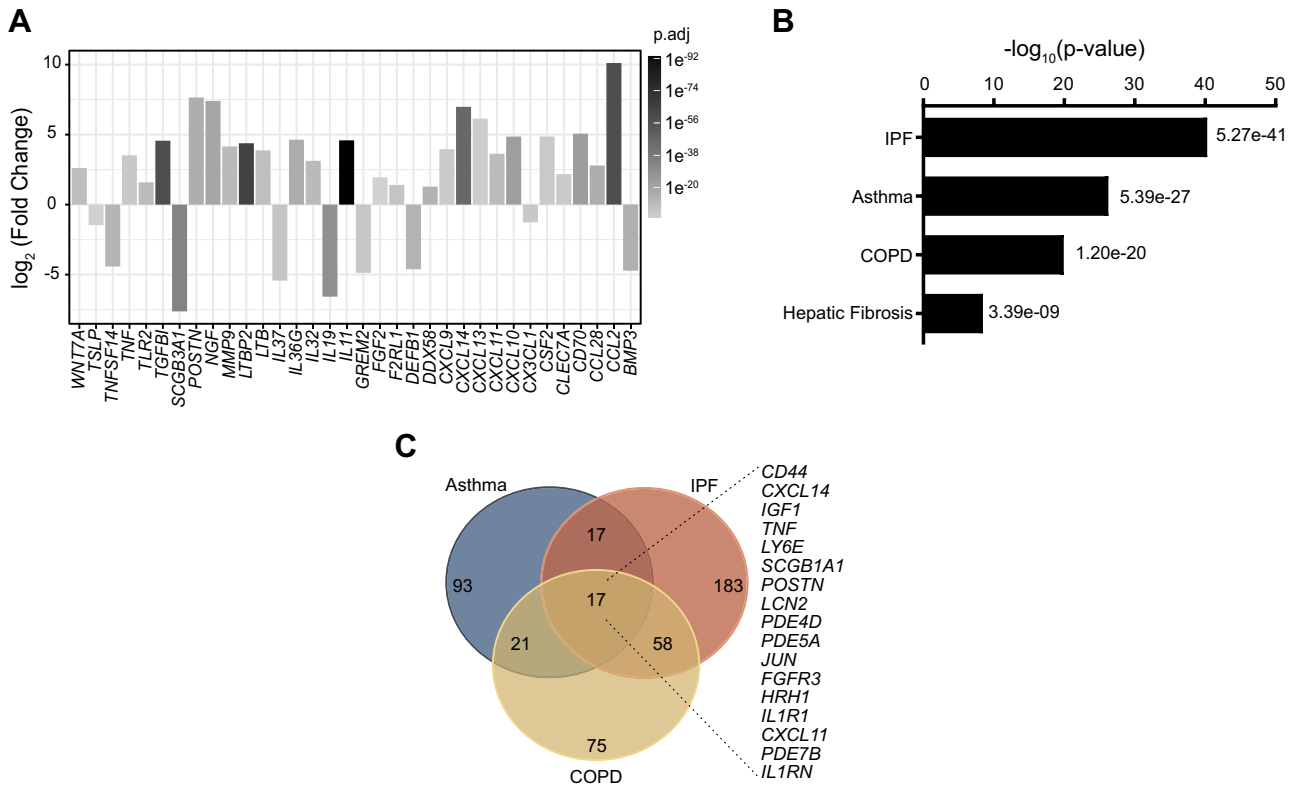 A
p.adj
1e-92
1e-74
1e-56
1e-38
1e-20
log2 (Fold Change)
10
5
0
-5
WNT7A
TSLP
TNFSF14
TNF
TLR2
TGFBI
SCGB3A1
POSTN
NGF
MMP9
LTBP2
LTB
IL37
IL36G
IL32
IL19
IL11
GREM2
FGF2
F2RL1
DEFB1
DDX58
CXCL9
CXCL14
CXCL13
CXCL11
CXCL10
CX3CL1
CSF2
CLEC7A
CD70
CCL28
CCL2
BMP3
B
-log10(p-value)
0 10 20 30 40 50
IPF 5.27e-41
Asthma 5.39e-27
COPD 1.20e-20
Hepatic Fibrosis 3.39e-09
C
Asthma
IPF
17
93
183
17
21
58
75
COPD
CD44
CXCL14
IGF1
TNF
LY6E
SCGB1A1
POSTN
LCN2
PDE4D
PDE5A
JUN
FGFR3
HRH1
IL1R1
CXCL11
PDE7B
IL1RN